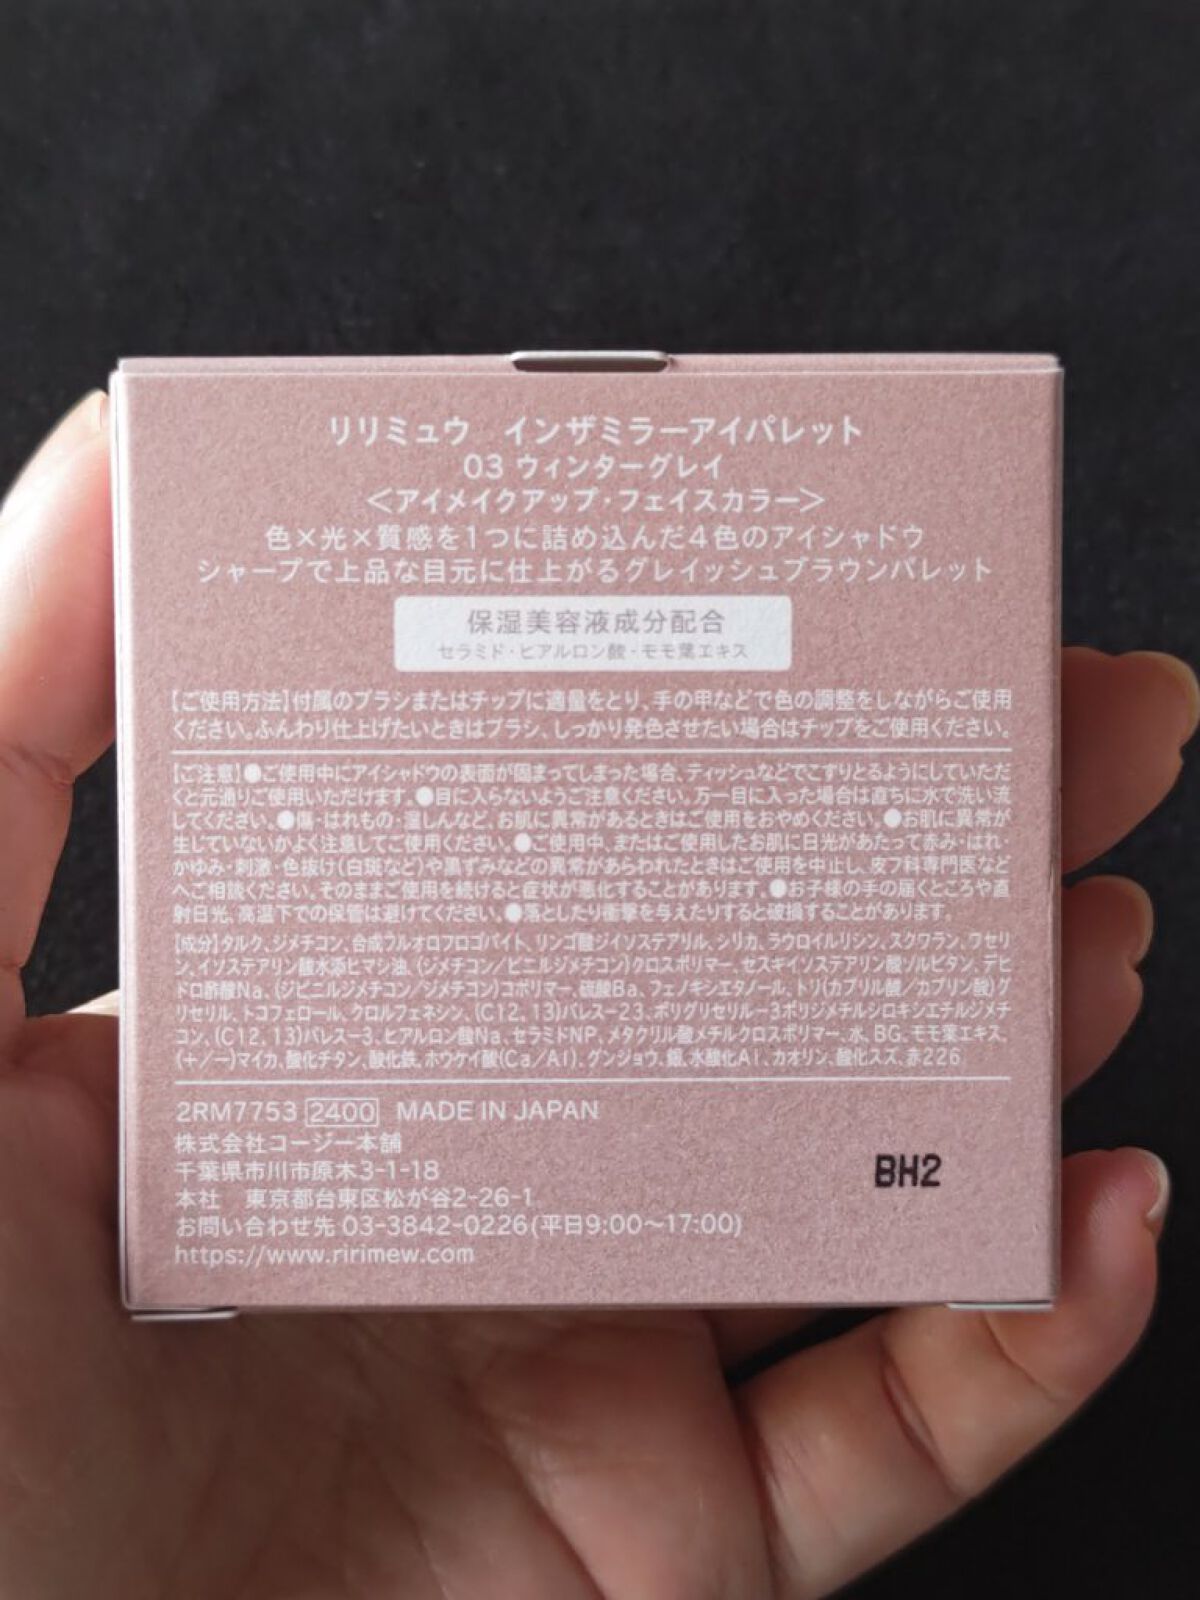 リリミュウ　インザミラーアイパレット
03 ウィンターグレイ
＜アイメイクアップ・フェイスカラー＞
色×光×質感を1つに詰め込んだ4色のアイシャドウ
シャープで上品な目元に仕上がるグレイッシュブラウンパレット
保湿美容液成分配合
セラミド・ヒアルロン酸・モモ葉エキス
【ご使用方法】付属のブラシまたはチップに適量をとり、手の甲などで色の調整をしながらご使用
ください。ふんわり仕上げたいときはブラシ、しっかり発色させたい場合はチップをご使用ください。
【ご注意】●ご使用中にアイシャドウの表面が固まってしまった場合、ティッシュなどでこすりとるようにしていただ
くと元通りご使用いただけます。●目に入らないようご注意ください。万一目に入った場合は直ちに水で洗い流
してください。●傷・はれもの・湿しんなど、お肌に異常があるときはご使用をおやめください。●お肌に異常が
生じていないかよく注意してご使用ください。●ご使用中、またはご使用したお肌に日光があたって赤み・はれ・
かゆみ・刺激・色抜け(白斑など)や黒ずみなどの異常があらわれたときはご使用を中止し、皮フ科専門医など
へご相談ください。そのままご使用を続けると症状が悪化することがあります。●お子様の手の届くところや直
射日光、高温下での保管は避けてください。●落としたり衝撃を与えたりすると破損することがあります。
【成分】タルク、ジメチコン、合成フルオロフロゴパイト、リンゴ酸ジイソステアリル、シリカ、ラウロイルリシン、スクワラン、ワセリ
ン、イソステアリン酸水添ヒマシ油、(ジメチコン/ビニルジメチコン)クロスポリマー、セスキイソステアリン酸ソルビタン、デヒ
ドロ酢酸Na、(ジビニルジメチコン/ジメチコン)コポリマー、硫酸Ba、フェノキシエタノール、トリ(カプリル酸/カプリン酸)グ
リセリル、トコフェロール、クロルフェネシン、(C12,13)パレス-23、ポリグリセリル-3ポリジメチルシロキシエチルジメチ
コン、(C12,13)パレス-3、ヒアルロン酸Na、セラミドNP、メタクリル酸メチルクロスポリマー、水、BG、モモ葉エキス、
(+/-)マイカ、酸化チタン、酸化鉄、ホウケイ酸(Ca/Al)、グンジョウ、銀、水酸化Al、カオリン、酸化スズ、赤226
2RM7753 2400 MADE IN JAPAN
株式会社コージー本舗
千葉県市川市原木3-1-18
本社　東京都台東区松が谷2-26-1
お問い合わせ先 03-3842-0226(平日9:00〜17:00)
https://www.ririmew.com
BH2